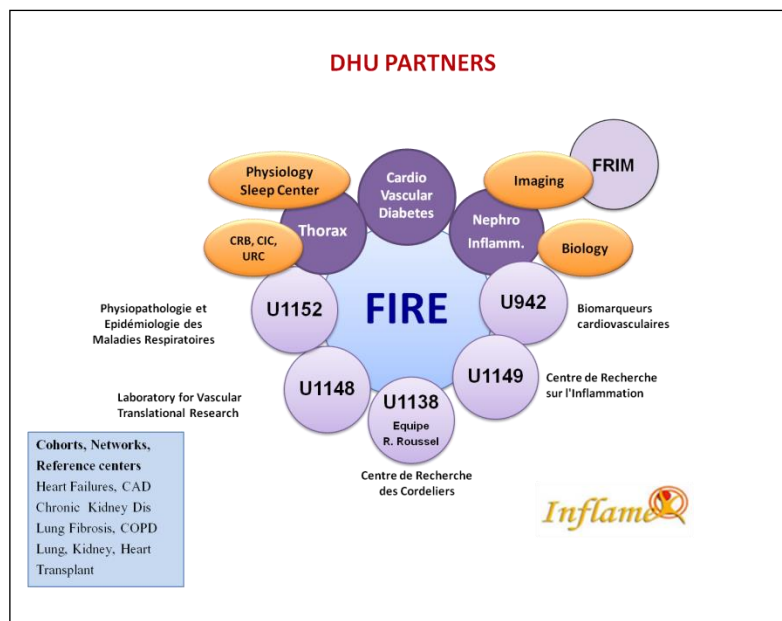 DHU PARTNERS
Physiology
Sleep Center
Cardio
Vascular
Diabetes
Imaging
FRIM
Thorax
Nephro
Inflamm.
CRB, CIC,
URC
Biology
FIRE
U1152
U942
Physiopathologie et
Epidémiologie des
Maladies Respiratoires
Biomarqueurs
cardiovasculaires
U1148
U1149
Laboratory for Vascular
Translational Research
Centre de Recherche
sur l'Inflammation
U1138
Equipe
R. Roussel
Centre de Recherche
des Cordeliers
Cohorts, Networks,
Reference centers
Heart Failures, CAD
Chronic Kidney Dis
Lung Fibrosis, COPD
Lung, Kidney, Heart
Transplant
Inflamex